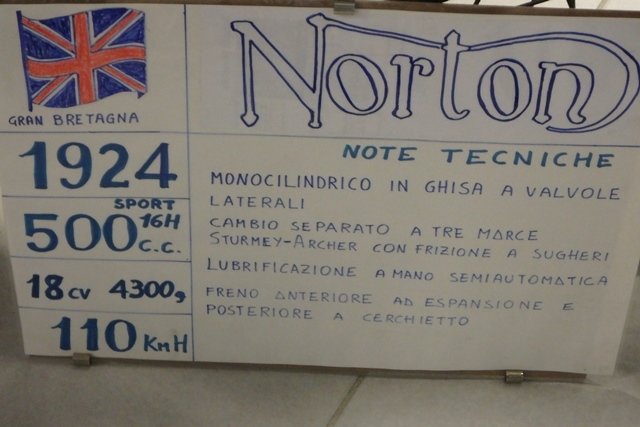 Norton
GRAN BRETAGNA
1924
SPORT
500 c.c. 16H
18 CV 4300g
110 KmH
NOTE TECNICHE
MONOCILINDRICO IN GHISA A VALVOLE
LATERALI
CAMBIO SEPARATO A TRE MARCE
STURMEY-ARCHER CON FRIZIONE A SUGHERI
LUBRIFICAZIONE A MANO SEMIAUTOMATICA
FRENO ANTERIORE AD ESPANSIONE E
POSTERIORE A CERCHIETTO